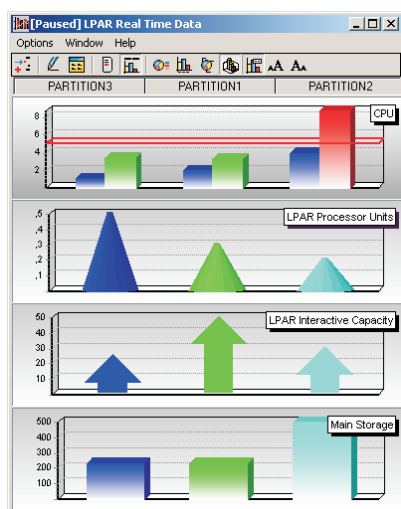 [Paused] LPAR Real Time Data
Options Window Help
AA AA
PARTITION3 PARTITION1 PARTITION2
CPU
8
6
4
2
LPAR Processor Units
,5
,4
,3
,2
,1
LPAR Interactive Capacity
50
40
30
20
10
Main Storage
500
400
300
200
100